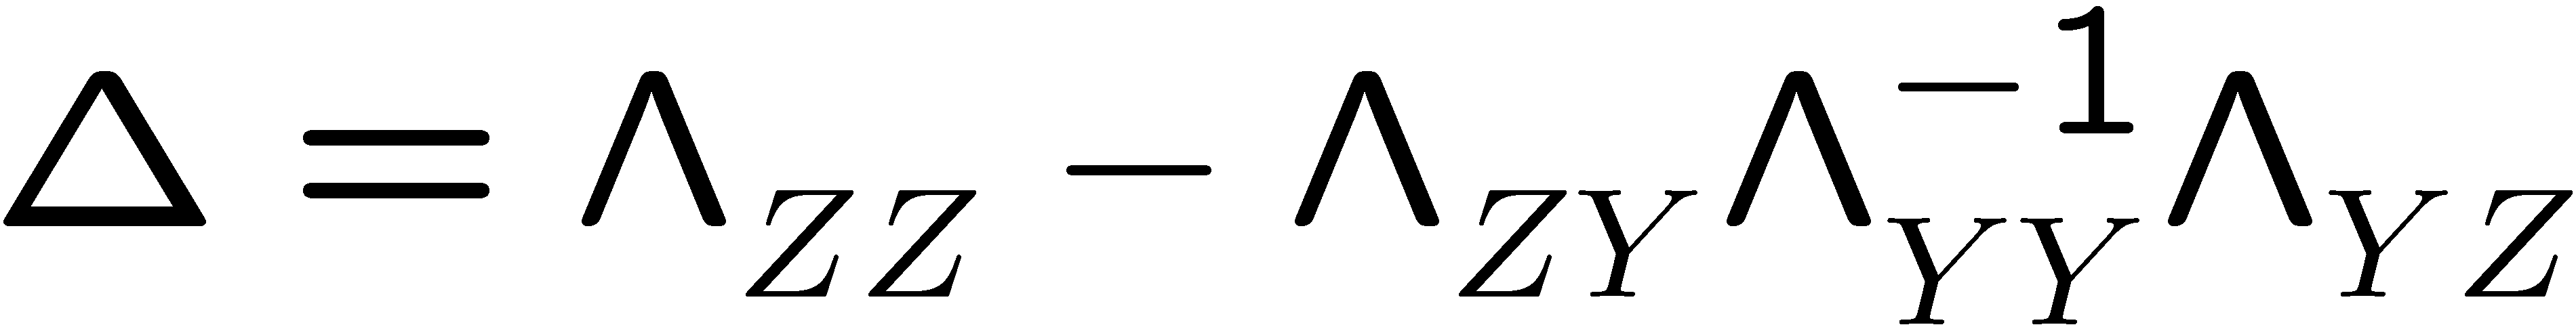 Δ = Λ_{ZZ} − Λ_{ZY} Λ_{YY}^{−1} Λ_{YZ}